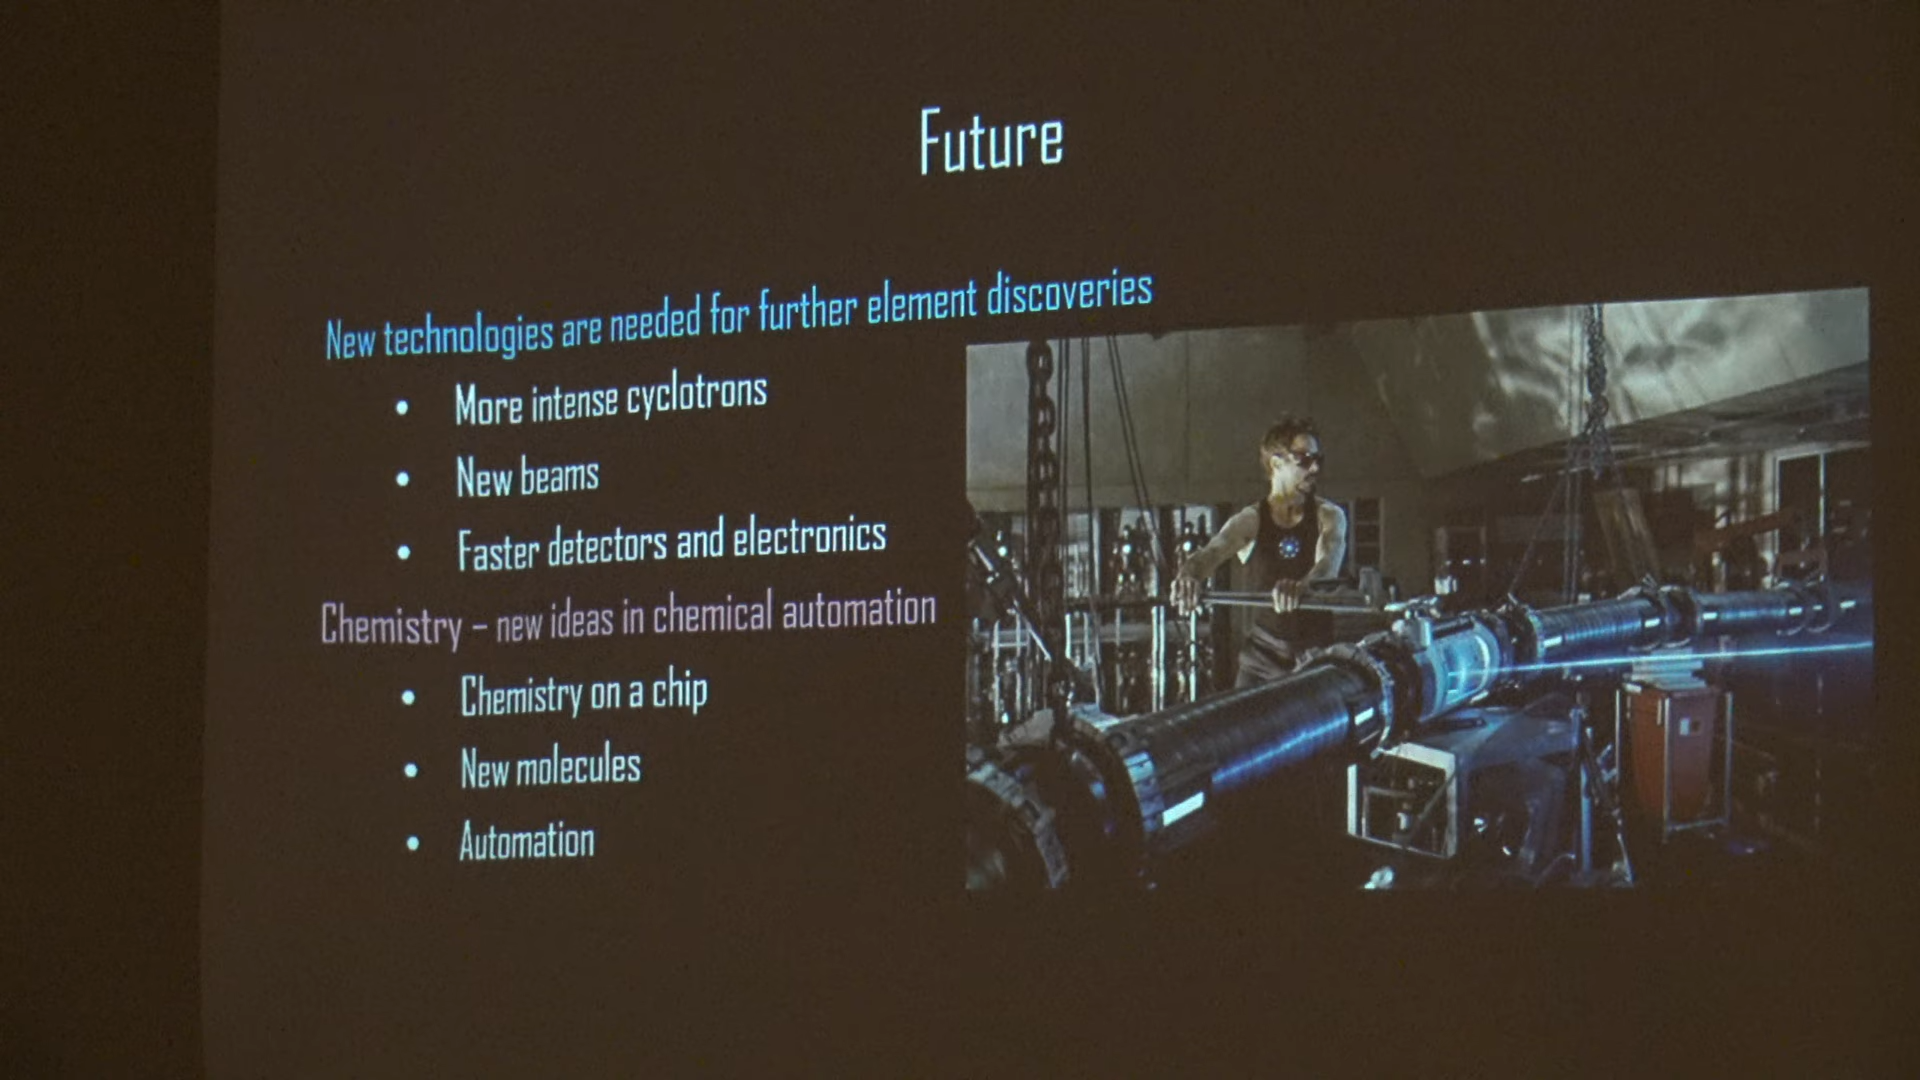 Future
New technologies are needed for further element discoveries
• More intense cyclotrons
• New beams
• Faster detectors and electronics
Chemistry – new ideas in chemical automation
• Chemistry on a chip
• New molecules
• Automation